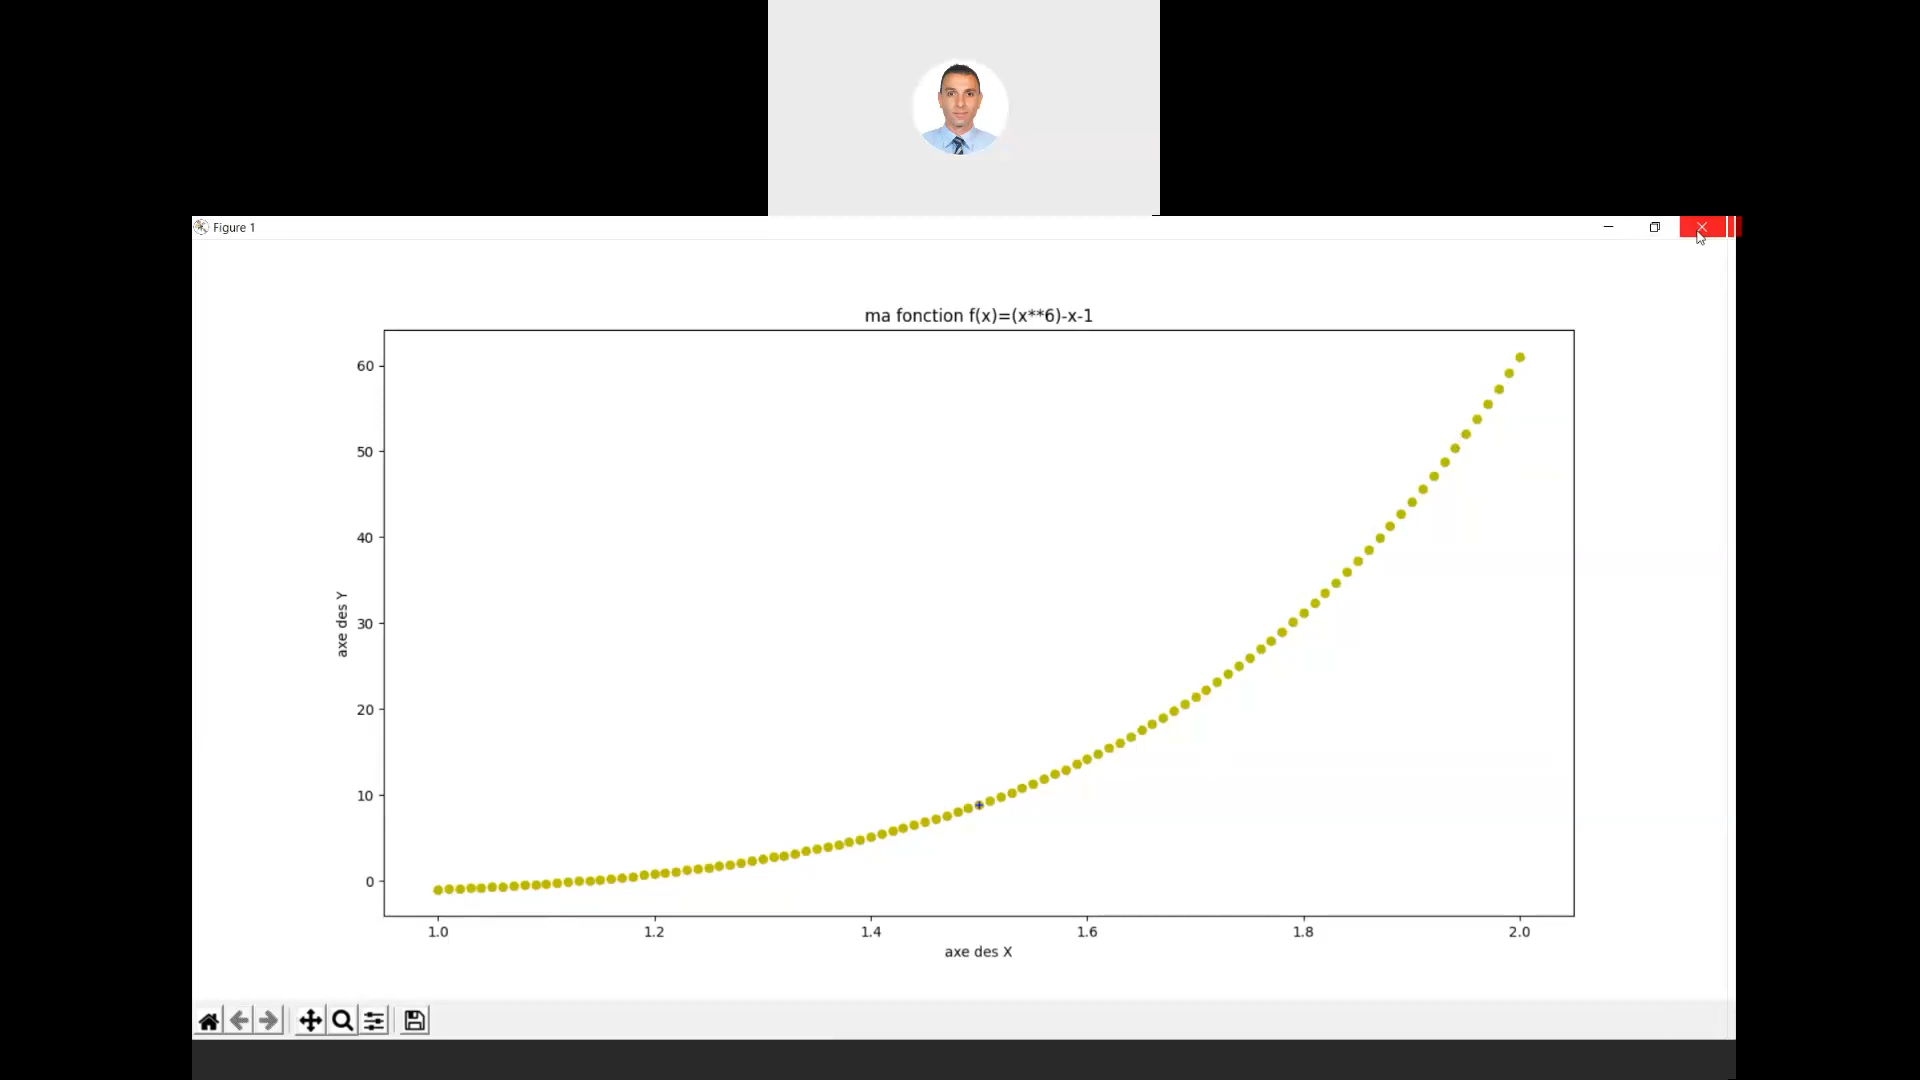 Figure 1
ma fonction f(x)=(x**6)-x-1
60
50
40
30
20
10
0
axe des Y
1.0 1.2 1.4 1.6 1.8 2.0
axe des X